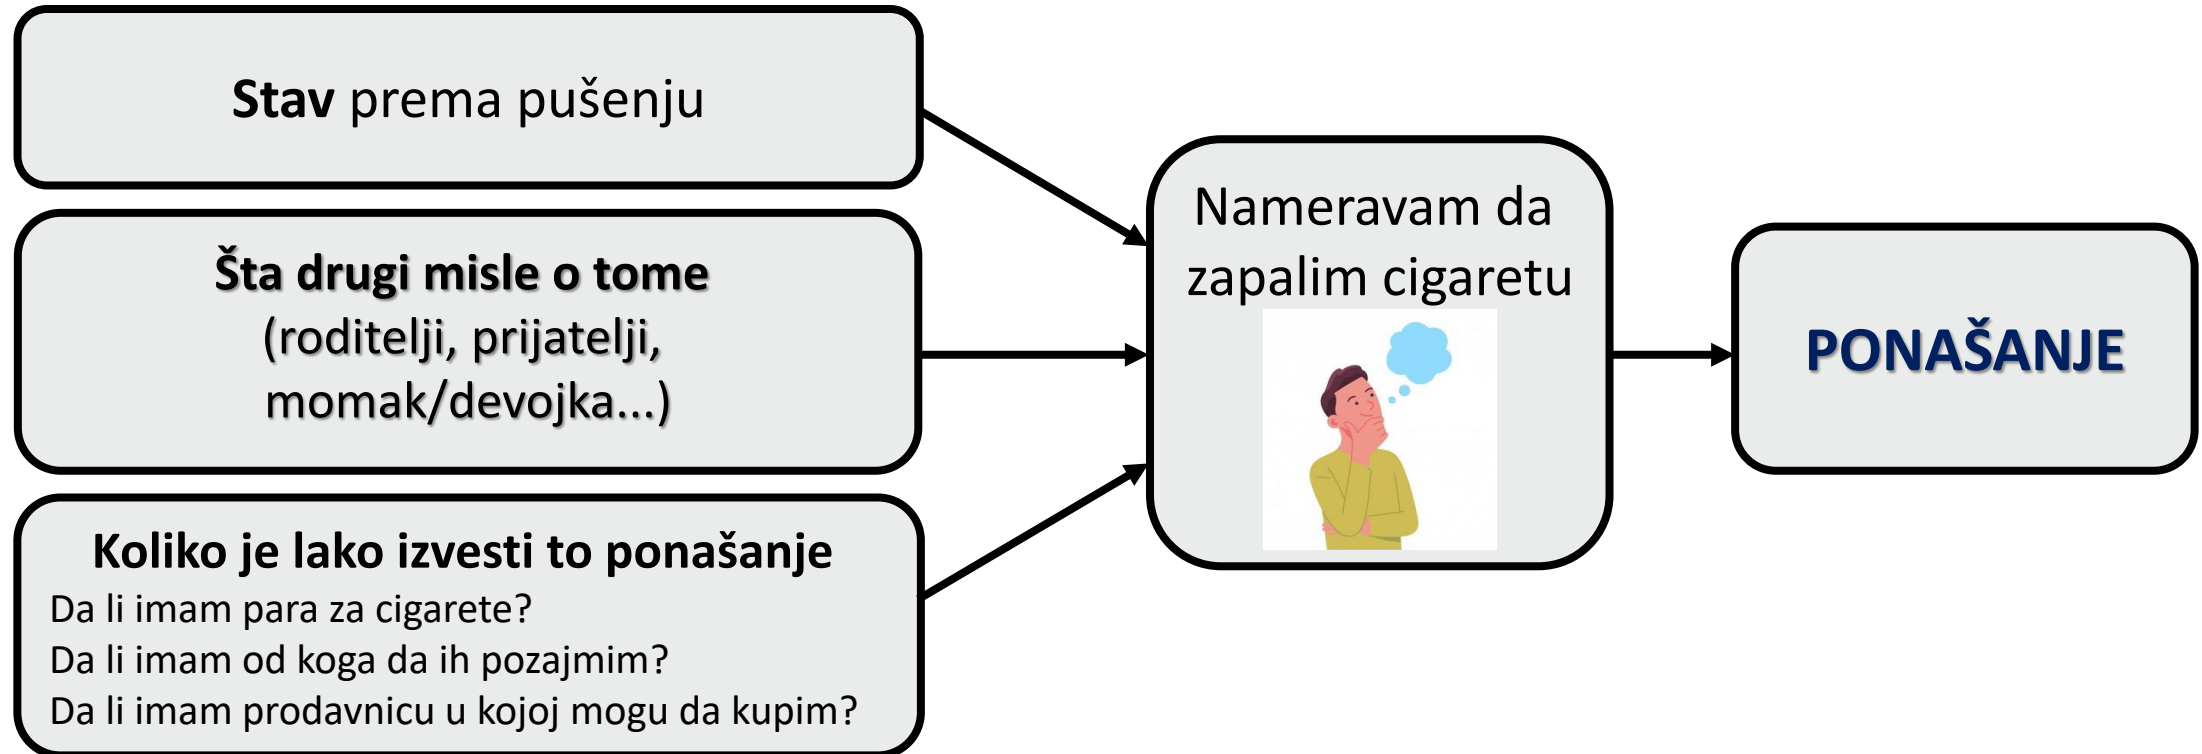 Stav prema pušenju
Šta drugi misle o tome
(roditelji, prijatelji,
momak/devojka...)
Koliko je lako izvesti to ponašanje
Da li imam para za cigarete?
Da li imam od koga da ih pozajmim?
Da li imam prodavnicu u kojoj mogu da kupim?
Nameravam da
zapalim cigaretu
PONAŠANJE